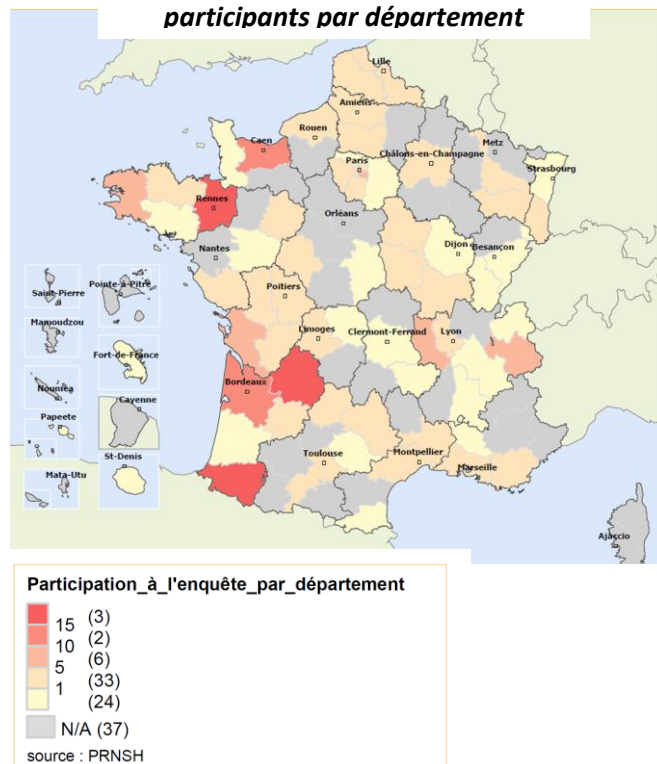 participants par département
Lille
Amiens
Rouen
Caen
Metz
Paris
Châlons-en-Champagne
Strasbourg
Rennes
Orléans
Dijon
Besançon
Nantes
Saint-Pierre
Pointe-à-Pitre
Poitiers
Mamoudzou
Limoges
Clermont-Ferrand
Lyon
Fort-de-France
Nouméa
Bordeaux
Cayenne
Papeete
Toulouse
Montpellier
St-Denis
Marseille
Mata-Utu
Ajaccio
Participation_à_l'enquête_par_département
15 (3)
10 (2)
5 (6)
1 (33)
(24)
N/A (37)
source : PRNSH